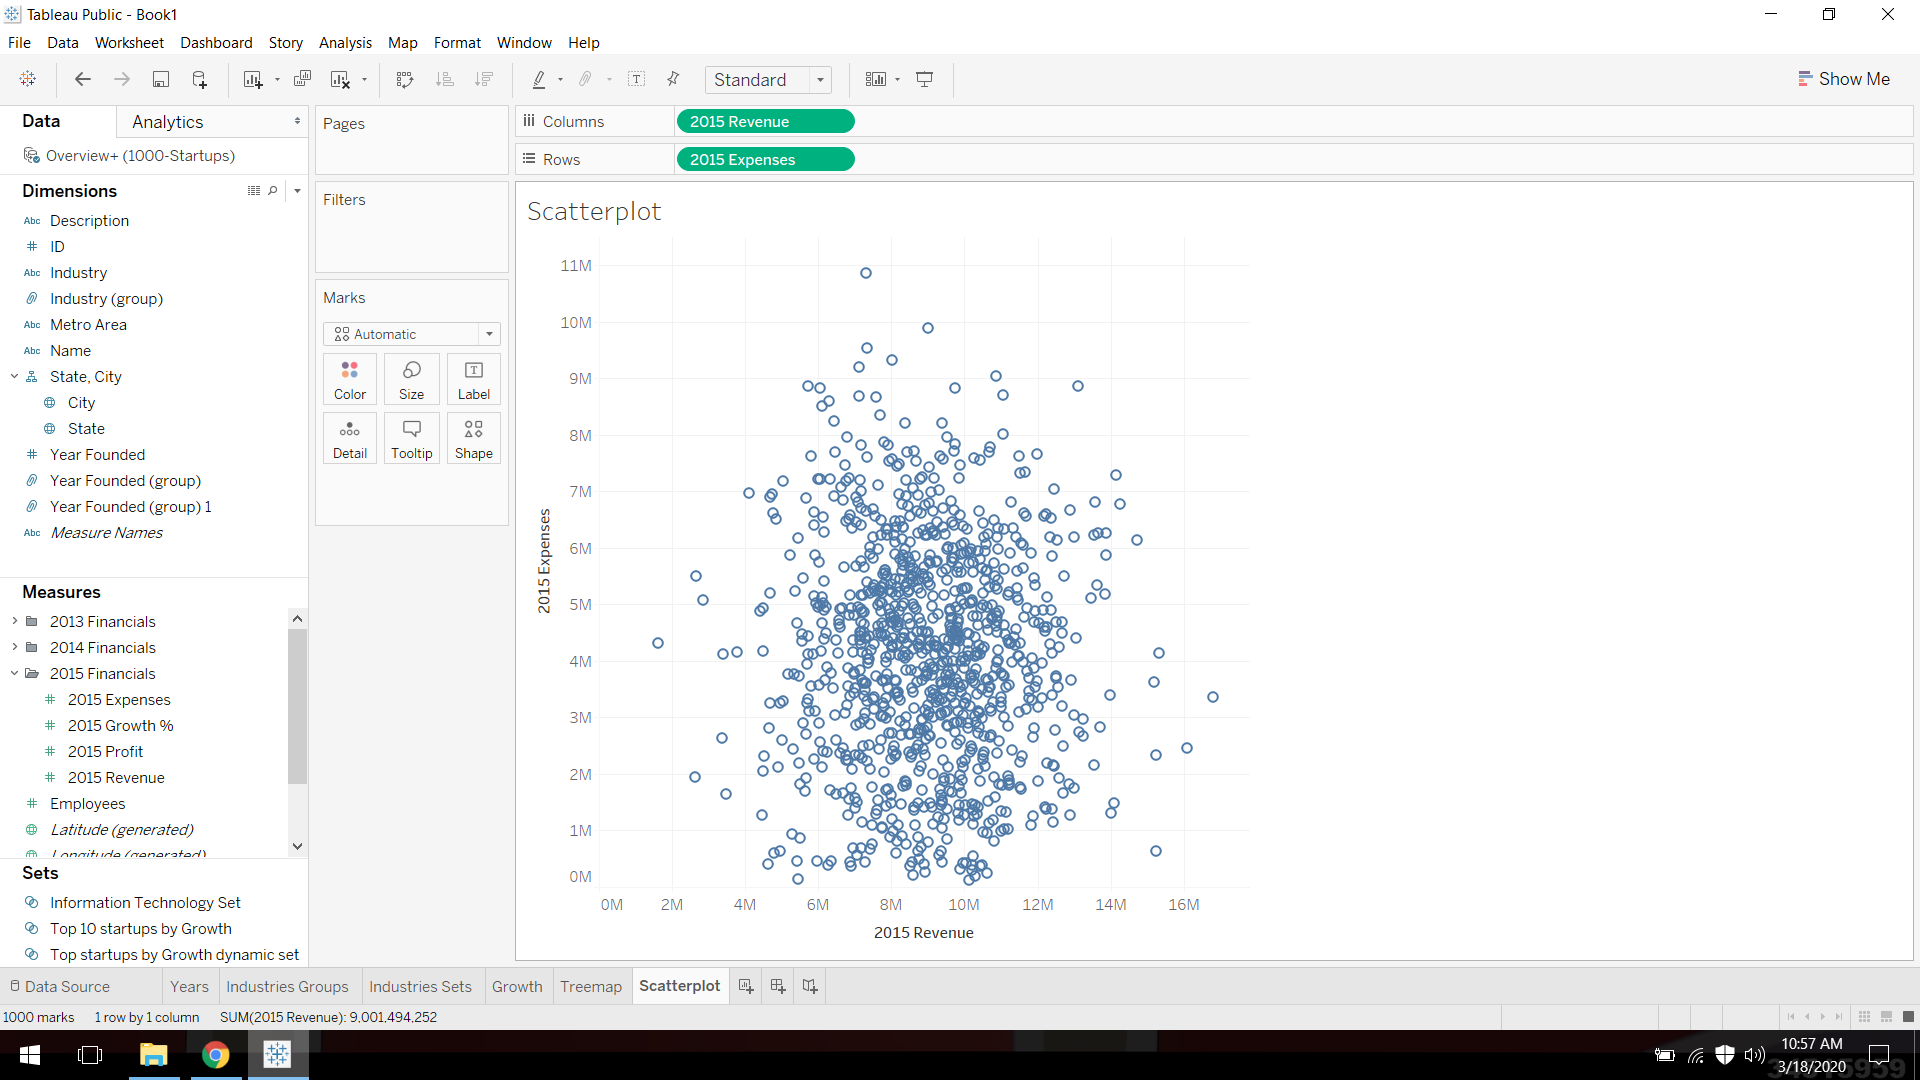 Tableau Public - Book1
File Data Worksheet Dashboard Story Analysis Map Format Window Help
Standard
Show Me
Data
Analytics
Overview+ (1000-Startups)
Dimensions
Abc Description
ID
Abc Industry
Industry (group)
Abc Metro Area
Abc Name
State, City
City
State
Year Founded
Year Founded (group)
Year Founded (group) 1
Abc Measure Names
Measures
2013 Financials
2014 Financials
2015 Financials
2015 Expenses
2015 Growth %
2015 Profit
2015 Revenue
Employees
Latitude (generated)
Longitude (generated)
Sets
Information Technology Set
Top 10 startups by Growth
Top startups by Growth dynamic set
Pages
Filters
Marks
Automatic
Color Size Label
Detail Tooltip Shape
Columns 2015 Revenue
Rows 2015 Expenses
Scatterplot
11M
10M
9M
8M
7M
6M
5M
4M
3M
2M
1M
0M
2015 Expenses
0M 2M 4M 6M 8M 10M 12M 14M 16M
2015 Revenue
Data Source Years Industries Groups Industries Sets Growth Treemap Scatterplot
1000 marks 1 row by 1 column SUM(2015 Revenue): 9,001,494,252
10:57 AM
3/18/2020